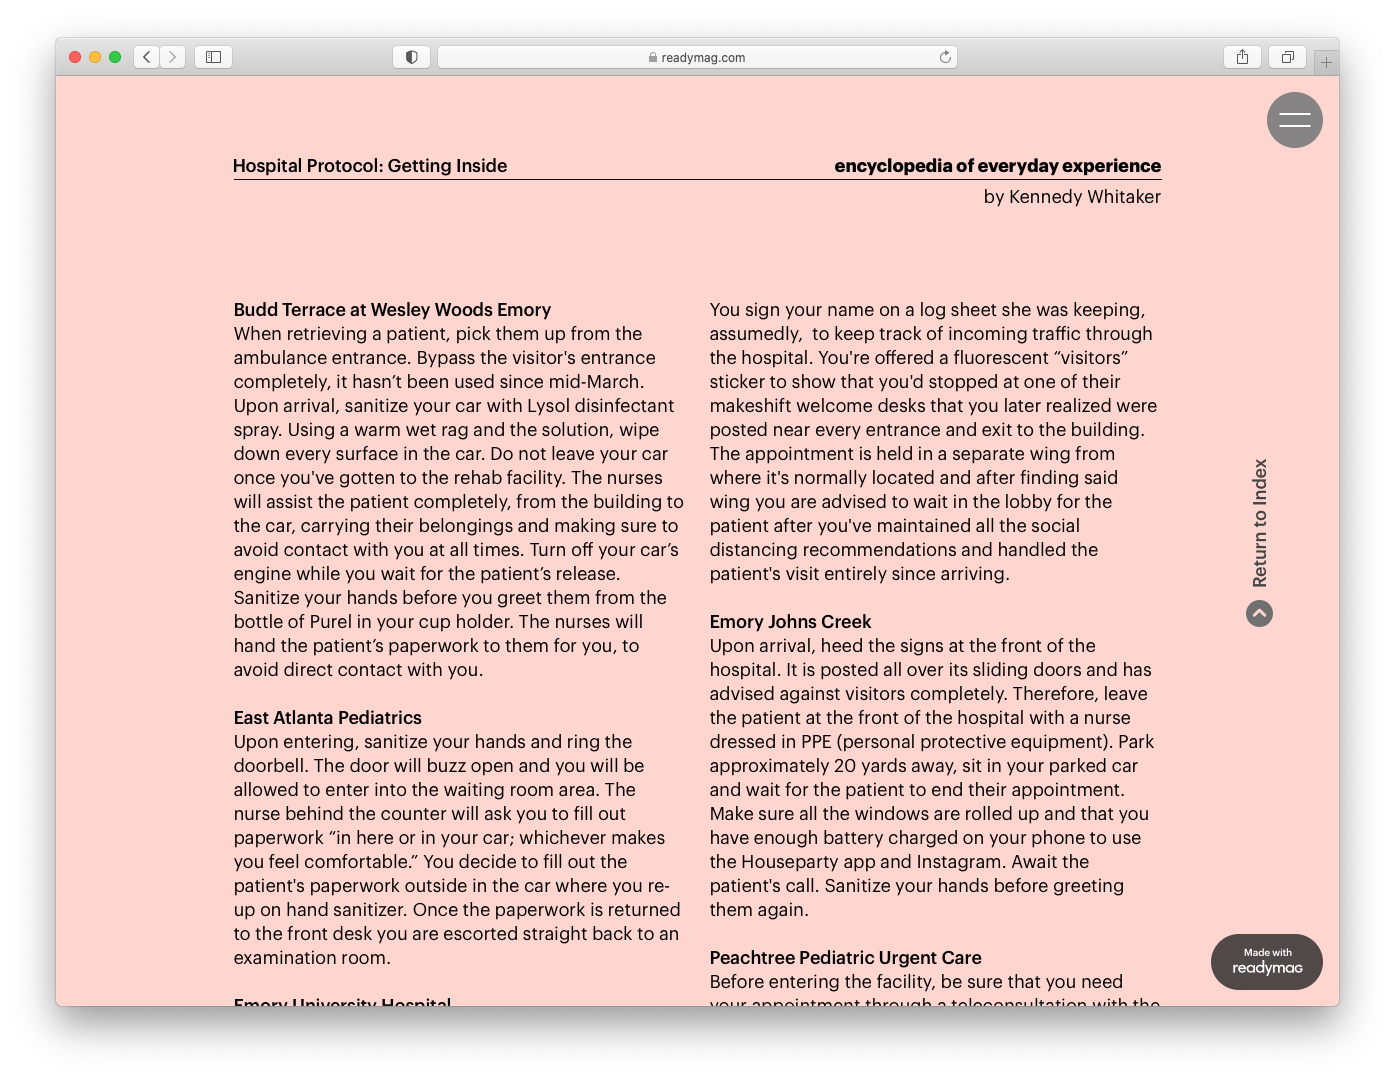 readymag.com
Hospital Protocol: Getting Inside
encyclopedia of everyday experience
by Kennedy Whitaker
Budd Terrace at Wesley Woods Emory
When retrieving a patient, pick them up from the
ambulance entrance. Bypass the visitor's entrance
completely, it hasn’t been used since mid-March.
Upon arrival, sanitize your car with Lysol disinfectant
spray. Using a warm wet rag and the solution, wipe
down every surface in the car. Do not leave your car
once you've gotten to the rehab facility. The nurses
will assist the patient completely, from the building to
the car, carrying their belongings and making sure to
avoid contact with you at all times. Turn off your car’s
engine while you wait for the patient’s release.
Sanitize your hands before you greet them from the
bottle of Purel in your cup holder. The nurses will
hand the patient’s paperwork to them for you, to
avoid direct contact with you.
East Atlanta Pediatrics
Upon entering, sanitize your hands and ring the
doorbell. The door will buzz open and you will be
allowed to enter into the waiting room area. The
nurse behind the counter will ask you to fill out
paperwork “in here or in your car; whichever makes
you feel comfortable.” You decide to fill out the
patient's paperwork outside in the car where you re-
up on hand sanitizer. Once the paperwork is returned
to the front desk you are escorted straight back to an
examination room.
Emory University Hospital
You sign your name on a log sheet she was keeping,
assumedly,  to keep track of incoming traffic through
the hospital. You're offered a fluorescent “visitors”
sticker to show that you'd stopped at one of their
makeshift welcome desks that you later realized were
posted near every entrance and exit to the building.
The appointment is held in a separate wing from
where it's normally located and after finding said
wing you are advised to wait in the lobby for the
patient after you've maintained all the social
distancing recommendations and handled the
patient's visit entirely since arriving.
Emory Johns Creek
Upon arrival, heed the signs at the front of the
hospital. It is posted all over its sliding doors and has
advised against visitors completely. Therefore, leave
the patient at the front of the hospital with a nurse
dressed in PPE (personal protective equipment). Park
approximately 20 yards away, sit in your parked car
and wait for the patient to end their appointment.
Make sure all the windows are rolled up and that you
have enough battery charged on your phone to use
the Houseparty app and Instagram. Await the
patient's call. Sanitize your hands before greeting
them again.
Peachtree Pediatric Urgent Care
Before entering the facility, be sure that you need
your appointment through a teleconsultation with the
Return to Index
Made with
readymag